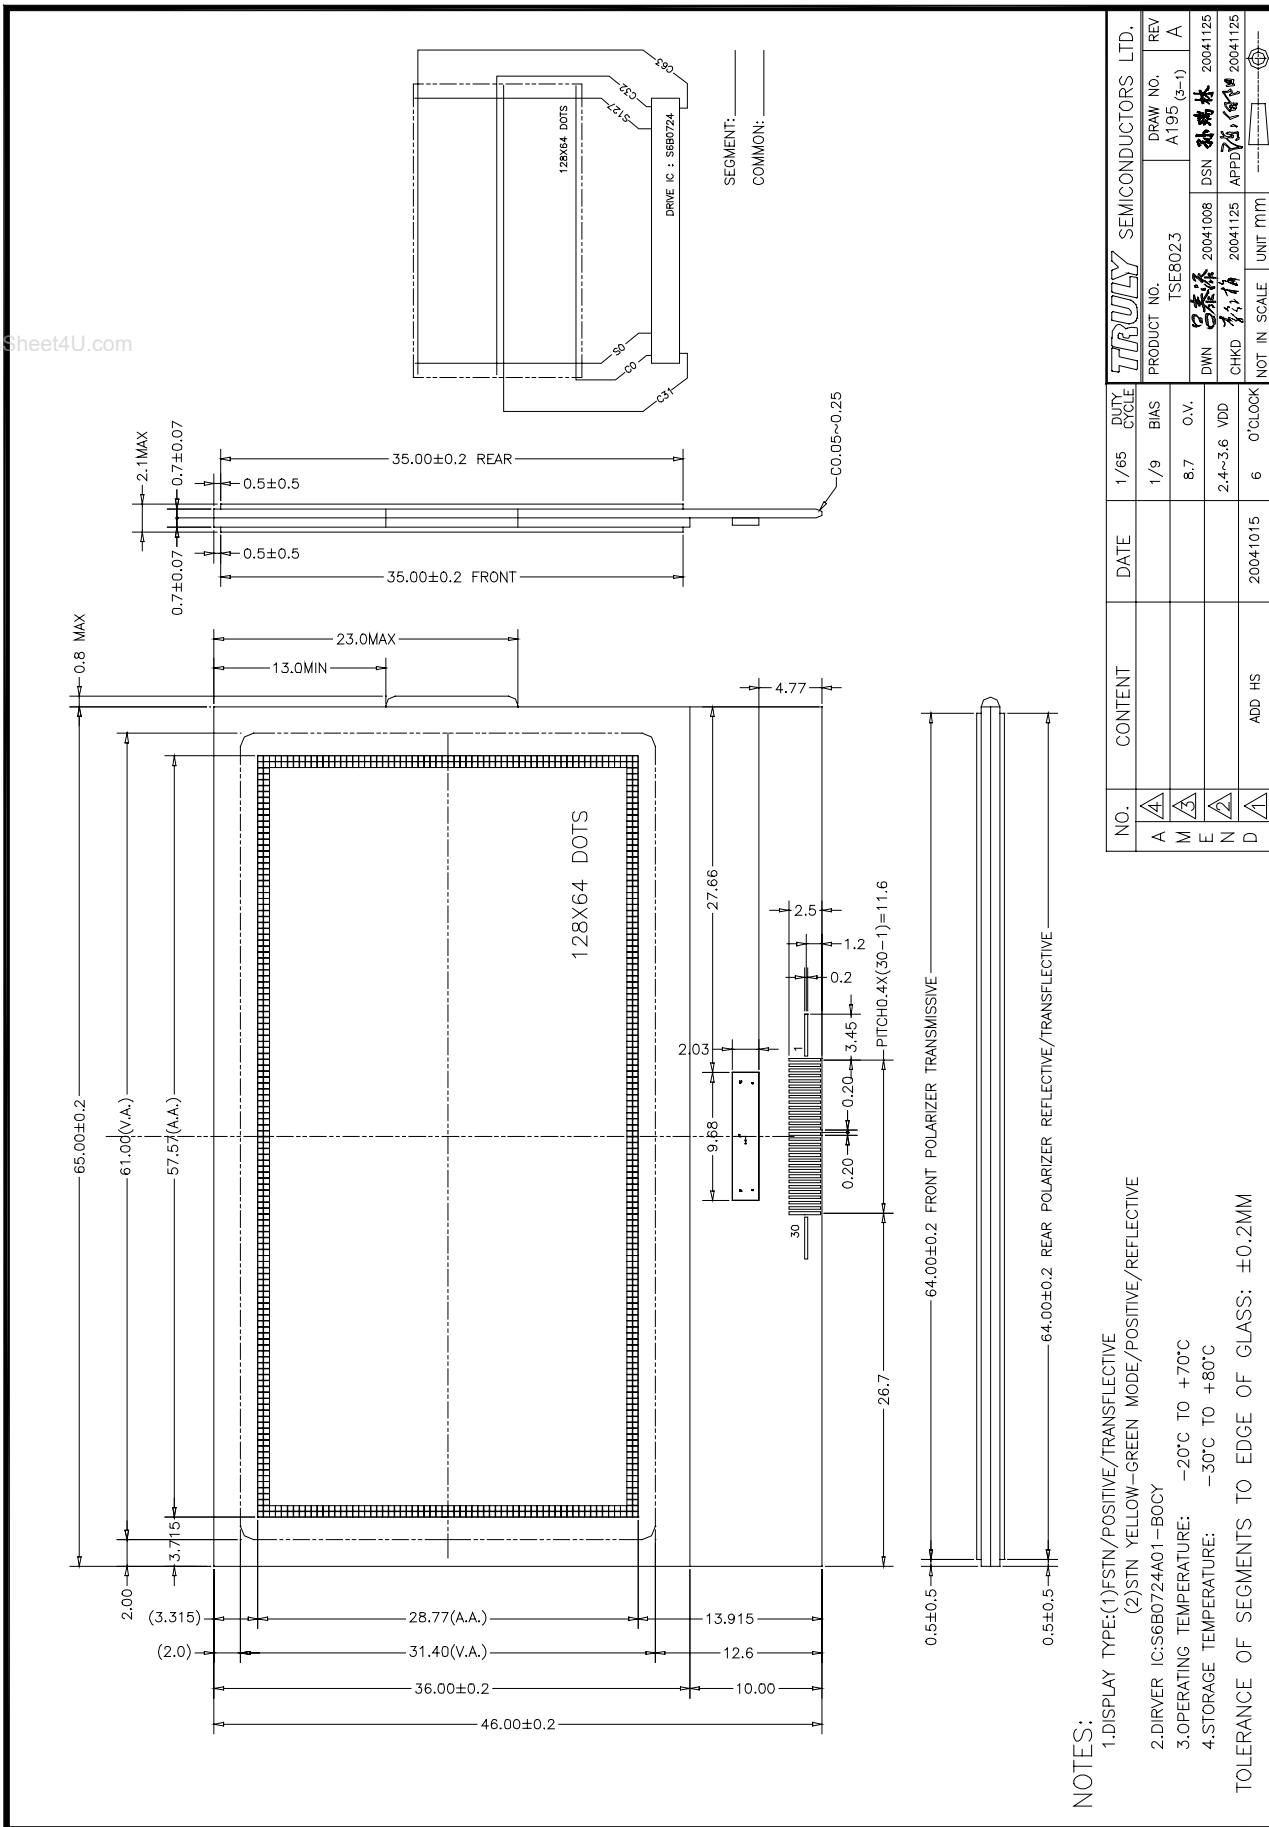 Sheet4U.com
C63
C32
S127
128X64 DOTS
DRIVE IC : S6B0724
S0
C0
C31
SEGMENT:
COMMON:
2.1MAX
0.7±0.07
35.00±0.2 REAR
0.5±0.5
0.7±0.07
0.5±0.5
35.00±0.2 FRONT
C0.05~0.25
0.8 MAX
23.0MAX
13.0MIN
4.77
65.00±0.2
61.00(V.A.)
57.57(A.A.)
128X64 DOTS
27.66
2.5
1.2
0.2
2.03
1
3.45
PITCH0.4X(30-1)=11.6
9.68
0.20
0.20
30
26.7
3.715
2.00
(3.315)
28.77(A.A.)
13.915
(2.0)
31.40(V.A.)
12.6
36.00±0.2
10.00
46.00±0.2
64.00±0.2 FRONT POLARIZER TRANSMISSIVE
0.5±0.5
64.00±0.2 REAR POLARIZER REFLECTIVE/TRANSFLECTIVE
0.5±0.5
NOTES:
1.DISPLAY TYPE:(1)FSTN/POSITIVE/TRANSFLECTIVE
(2)STN YELLOW-GREEN MODE/POSITIVE/REFLECTIVE
2.DIRVER IC:S6B0724A01-B0CY
3.OPERATING TEMPERATURE: -20°C TO +70°C
4.STORAGE TEMPERATURE: -30°C TO +80°C
TOLERANCE OF SEGMENTS TO EDGE OF GLASS: ±0.2MM
NO. CONTENT DATE
A 4
M 3
E
N 2
D 1 ADD HS 20041015
1/65 DUTY CYCLE
1/9 BIAS
8.7 O.V.
2.4~3.6 VDD
6 O'CLOCK
TRULY SEMICONDUCTORS LTD.
PRODUCT NO. TSE8023
DRAW NO. A195 (3-1)
REV A
DWN 20041008
DSN 孙瑞林 20041125
CHKD 20041125
APPD 20041125
NOT IN SCALE UNIT mm